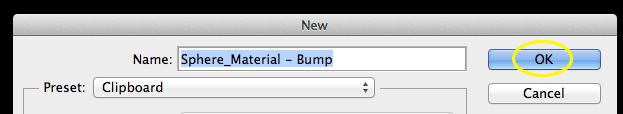 New
Name: Sphere_Material - Bump
OK
Preset: Clipboard
Cancel